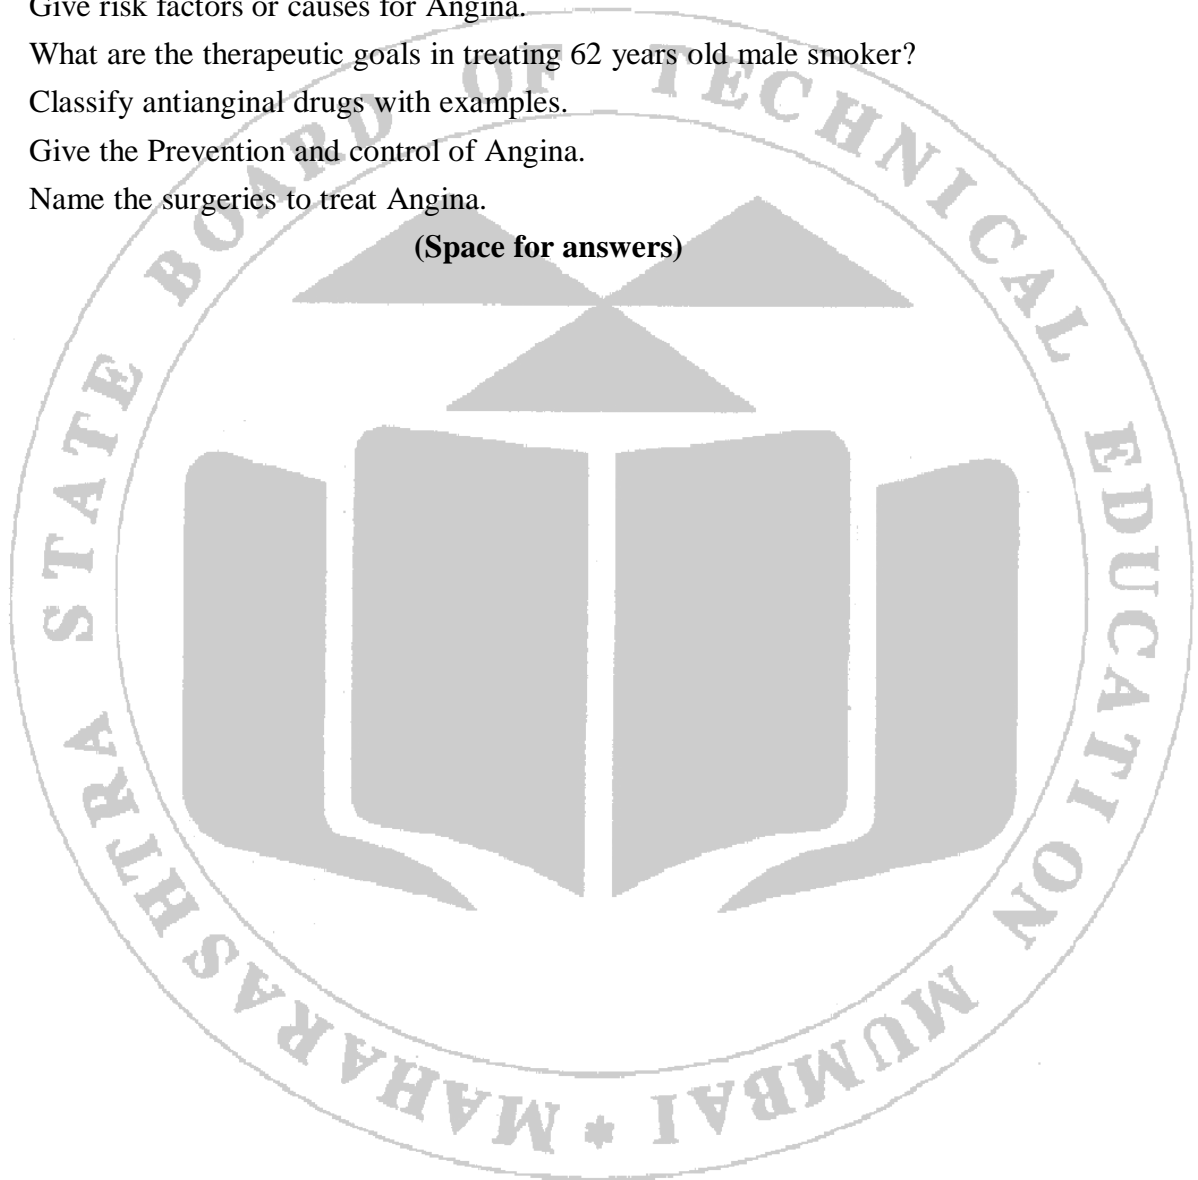 Give risk factors or causes for Angina.
What are the therapeutic goals in treating 62 years old male smoker?
Classify antianginal drugs with examples.
Give the Prevention and control of Angina.
Name the surgeries to treat Angina.
(Space for answers)
MAHARASHTRA STATE BOARD OF TECHNICAL EDUCATION MUMBAI *